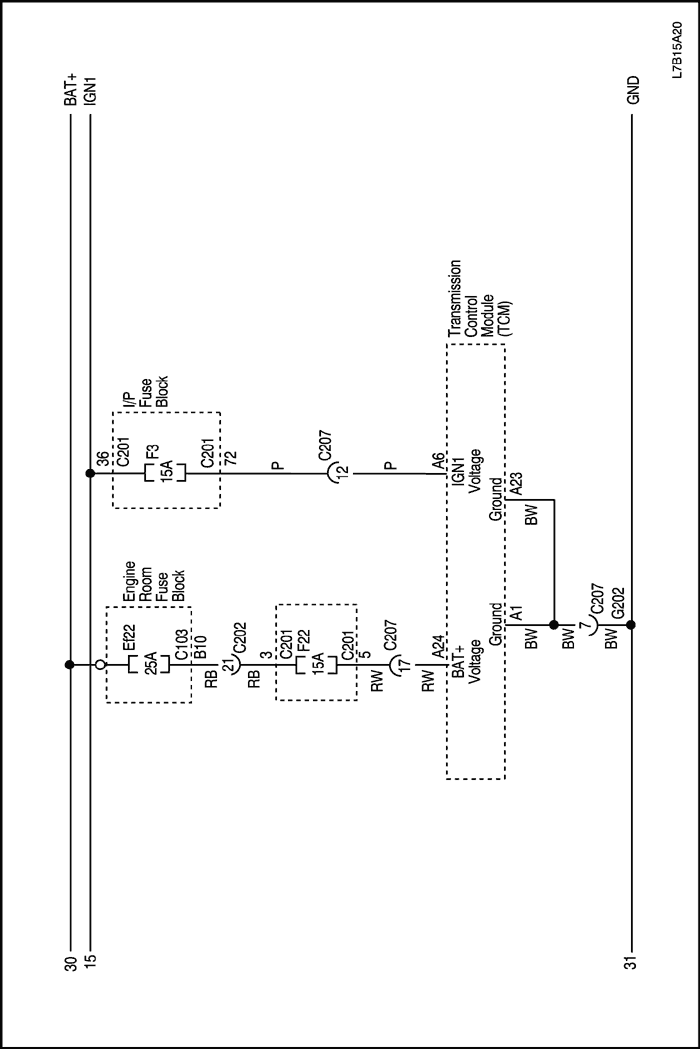 L7B15A20
BAT+
IGN1
GND
I/P
Fuse
Block
36
C201
F3
15A
C201
72
P
C207
12
P
A6
IGN1
Voltage
Transmission
Control
Module
(TCM)
Engine
Room
Fuse
Block
Ef22
25A
C103
B10
RB
21
C202
RB
3
C201
F22
15A
C201
5
RW
C207
17
RW
A24
BAT+
Voltage
Ground
A23
BW
Ground
A1
BW
BW
7
C207
BW
G202
30
15
31